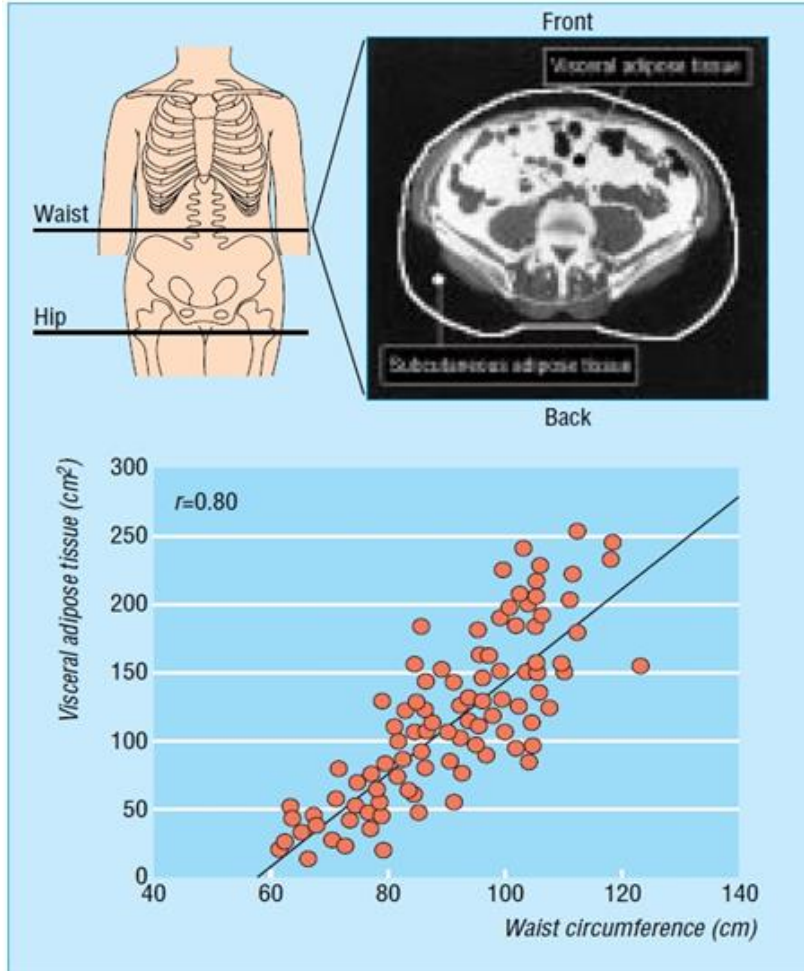 Front
Visceral adipose tissue
Waist
Hip
Subcutaneous adipose tissue
Back
Visceral adipose tissue (cm²)
300
250
200
150
100
50
0
r=0.80
40 60 80 100 120 140
Waist circumference (cm)